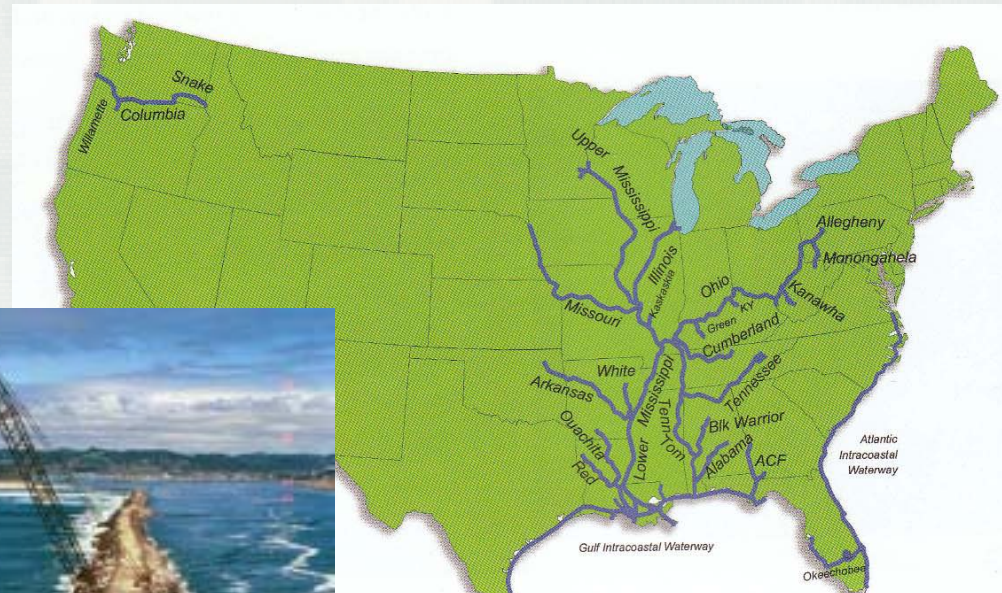 Snake
Columbia
Wilamette
Upper
Mississippi
Illinois
Kaskaskia
Missouri
Allegheny
Monongahela
Kanawha
Ohio
KY
Green
Cumberland
Tennessee
White
Arkansas
Ouachita
Red
Lower Mississippi
Tenn-Tom
Blk Warrior
Alabama
ACF
Atlantic
Intracoastal
Waterway
Gulf Intracoastal Waterway
Okeechobee